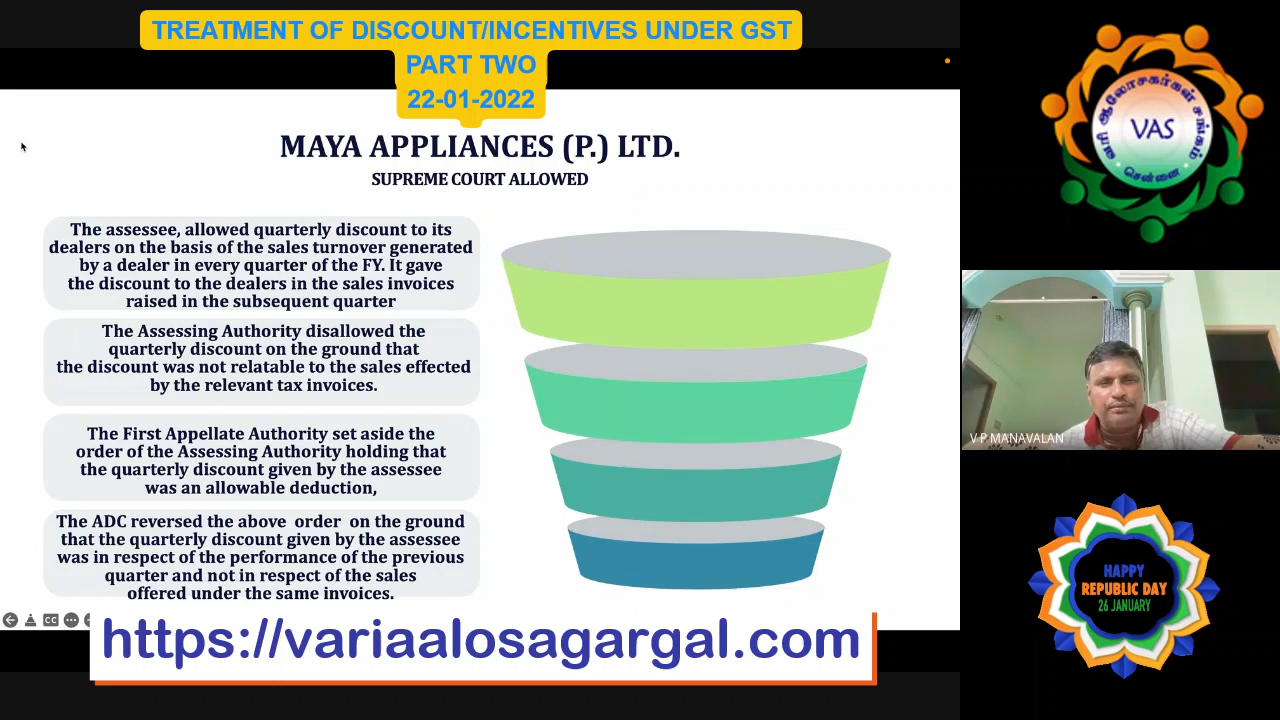 TREATMENT OF DISCOUNT/INCENTIVES UNDER GST
PART TWO
22-01-2022
MAYA APPLIANCES (P.) LTD.
SUPREME COURT ALLOWED
The assessee, allowed quarterly discount to its
dealers on the basis of the sales turnover generated
by a dealer in every quarter of the FY. It gave
the discount to the dealers in the sales invoices
raised in the subsequent quarter
The Assessing Authority disallowed the
quarterly discount on the ground that
the discount was not relatable to the sales effected
by the relevant tax invoices.
The First Appellate Authority set aside the
order of the Assessing Authority holding that
the quarterly discount given by the assessee
was an allowable deduction,
The ADC reversed the above order on the ground
that the quarterly discount given by the assessee
was in respect of the performance of the previous
quarter and not in respect of the sales
offered under the same invoices.
CC
https://variaalosagargal.com
வரி ஆலோசகர்கள் சங்கம்
VAS
சென்னை
V P MANAVALAN
HAPPY
REPUBLIC DAY
26 JANUARY